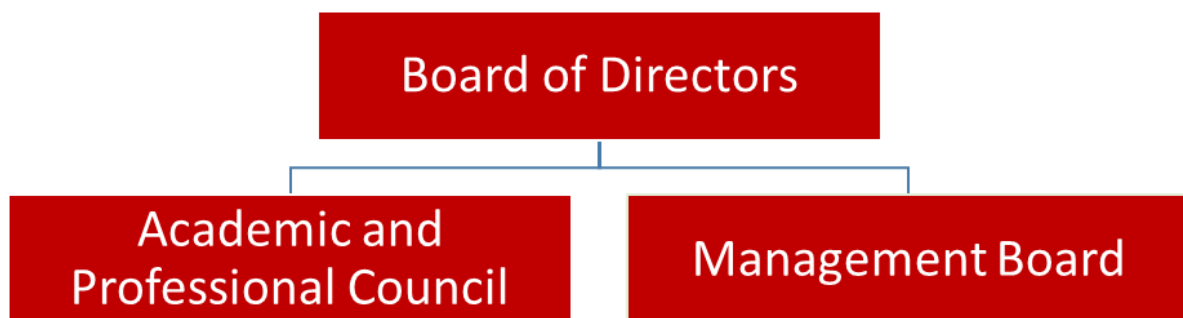 Board of Directors
Academic and
Professional Council
Management Board